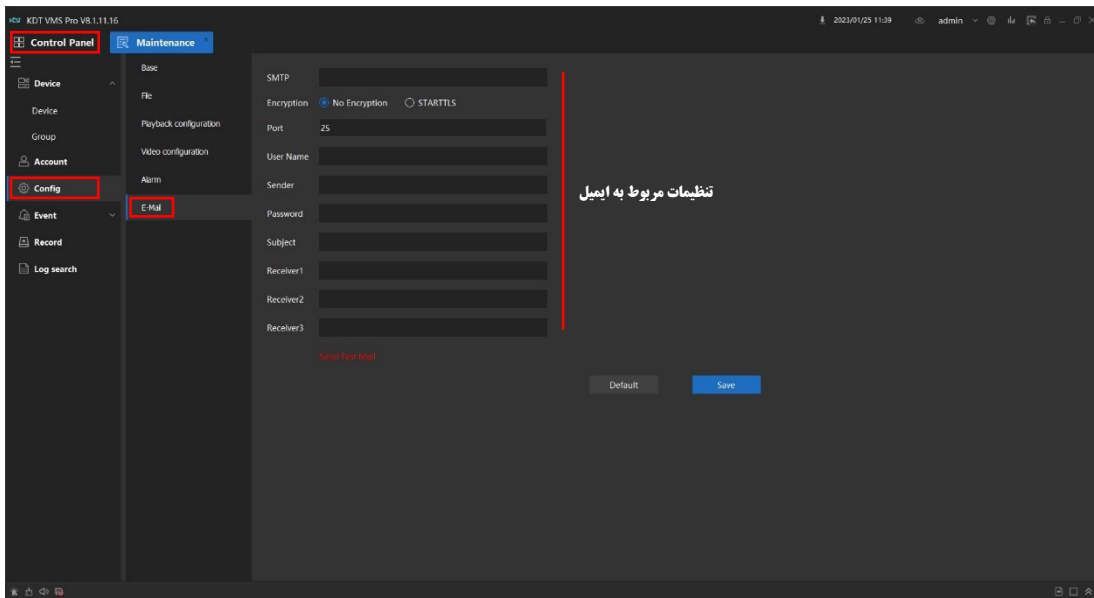 KDT VMS Pro V8.1.11.16
2023/01/25 11:39
admin
Control Panel
Maintenance
Device
Device
Group
Account
Config
Event
Record
Log search
Base
File
Playback configuration
Video configuration
Alarm
E-Mail
SMTP
Encryption No Encryption STARTTLS
Port 25
User Name
Sender
Password
Subject
Receiver1
Receiver2
Receiver3
Send Test Mail
تنظیمات مربوط به ایمیل
Default Save